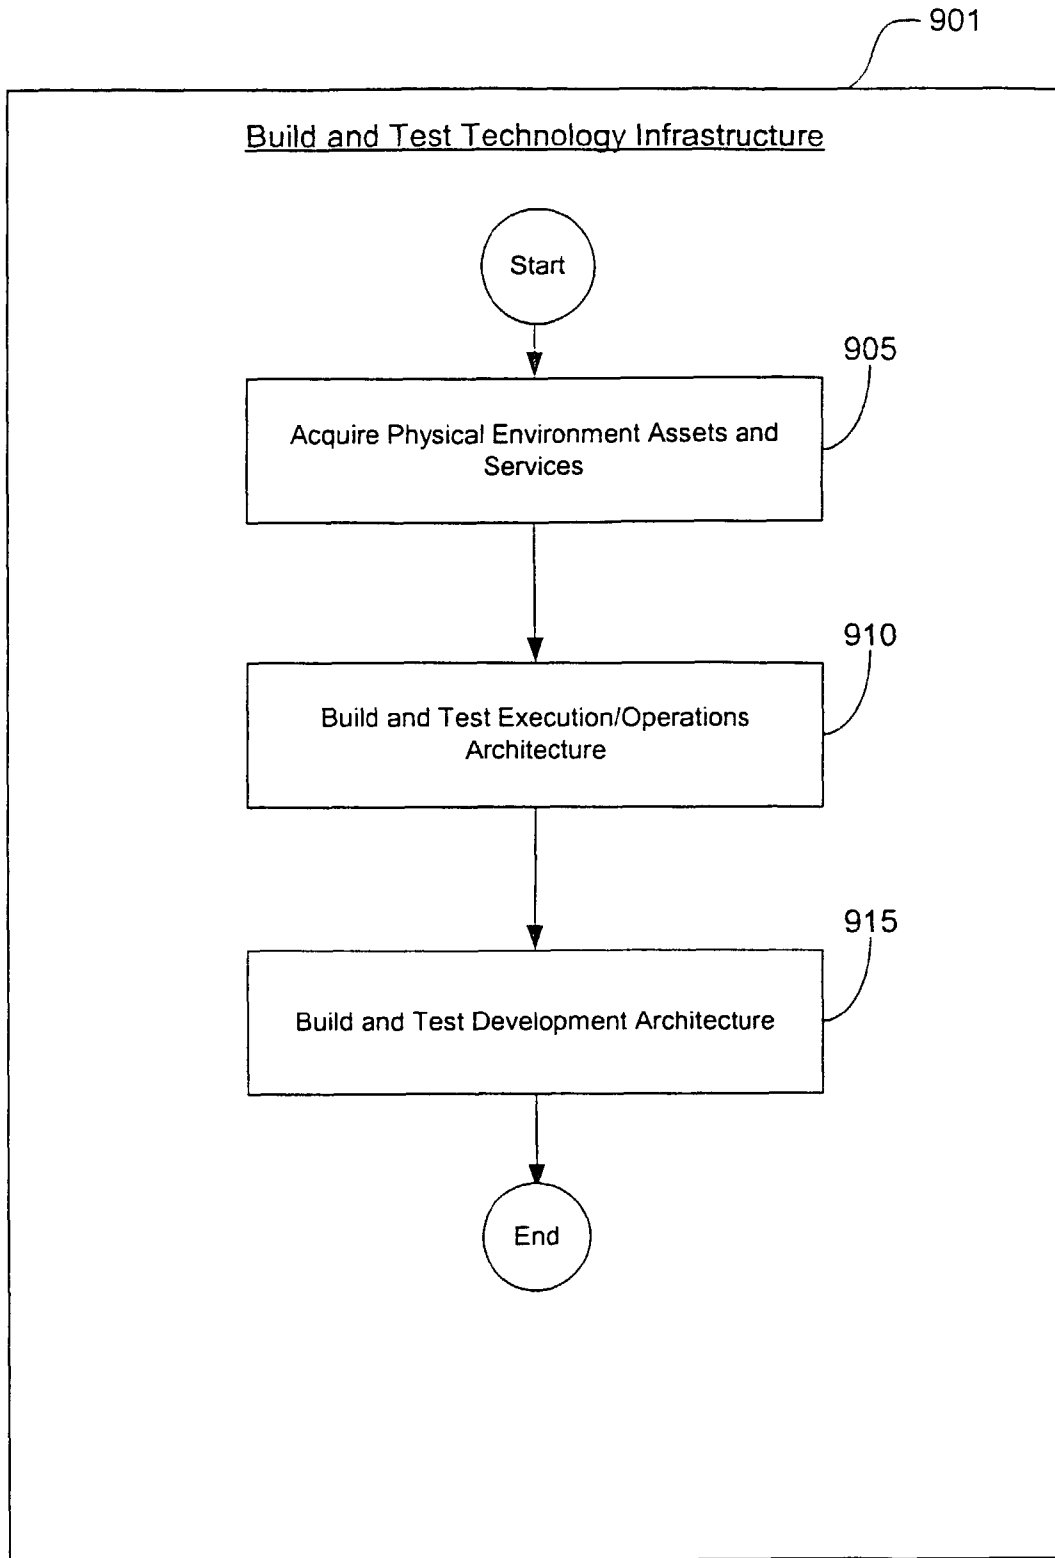 901
Build and Test Technology Infrastructure
Start
905
Acquire Physical Environment Assets and
Services
910
Build and Test Execution/Operations
Architecture
915
Build and Test Development Architecture
End